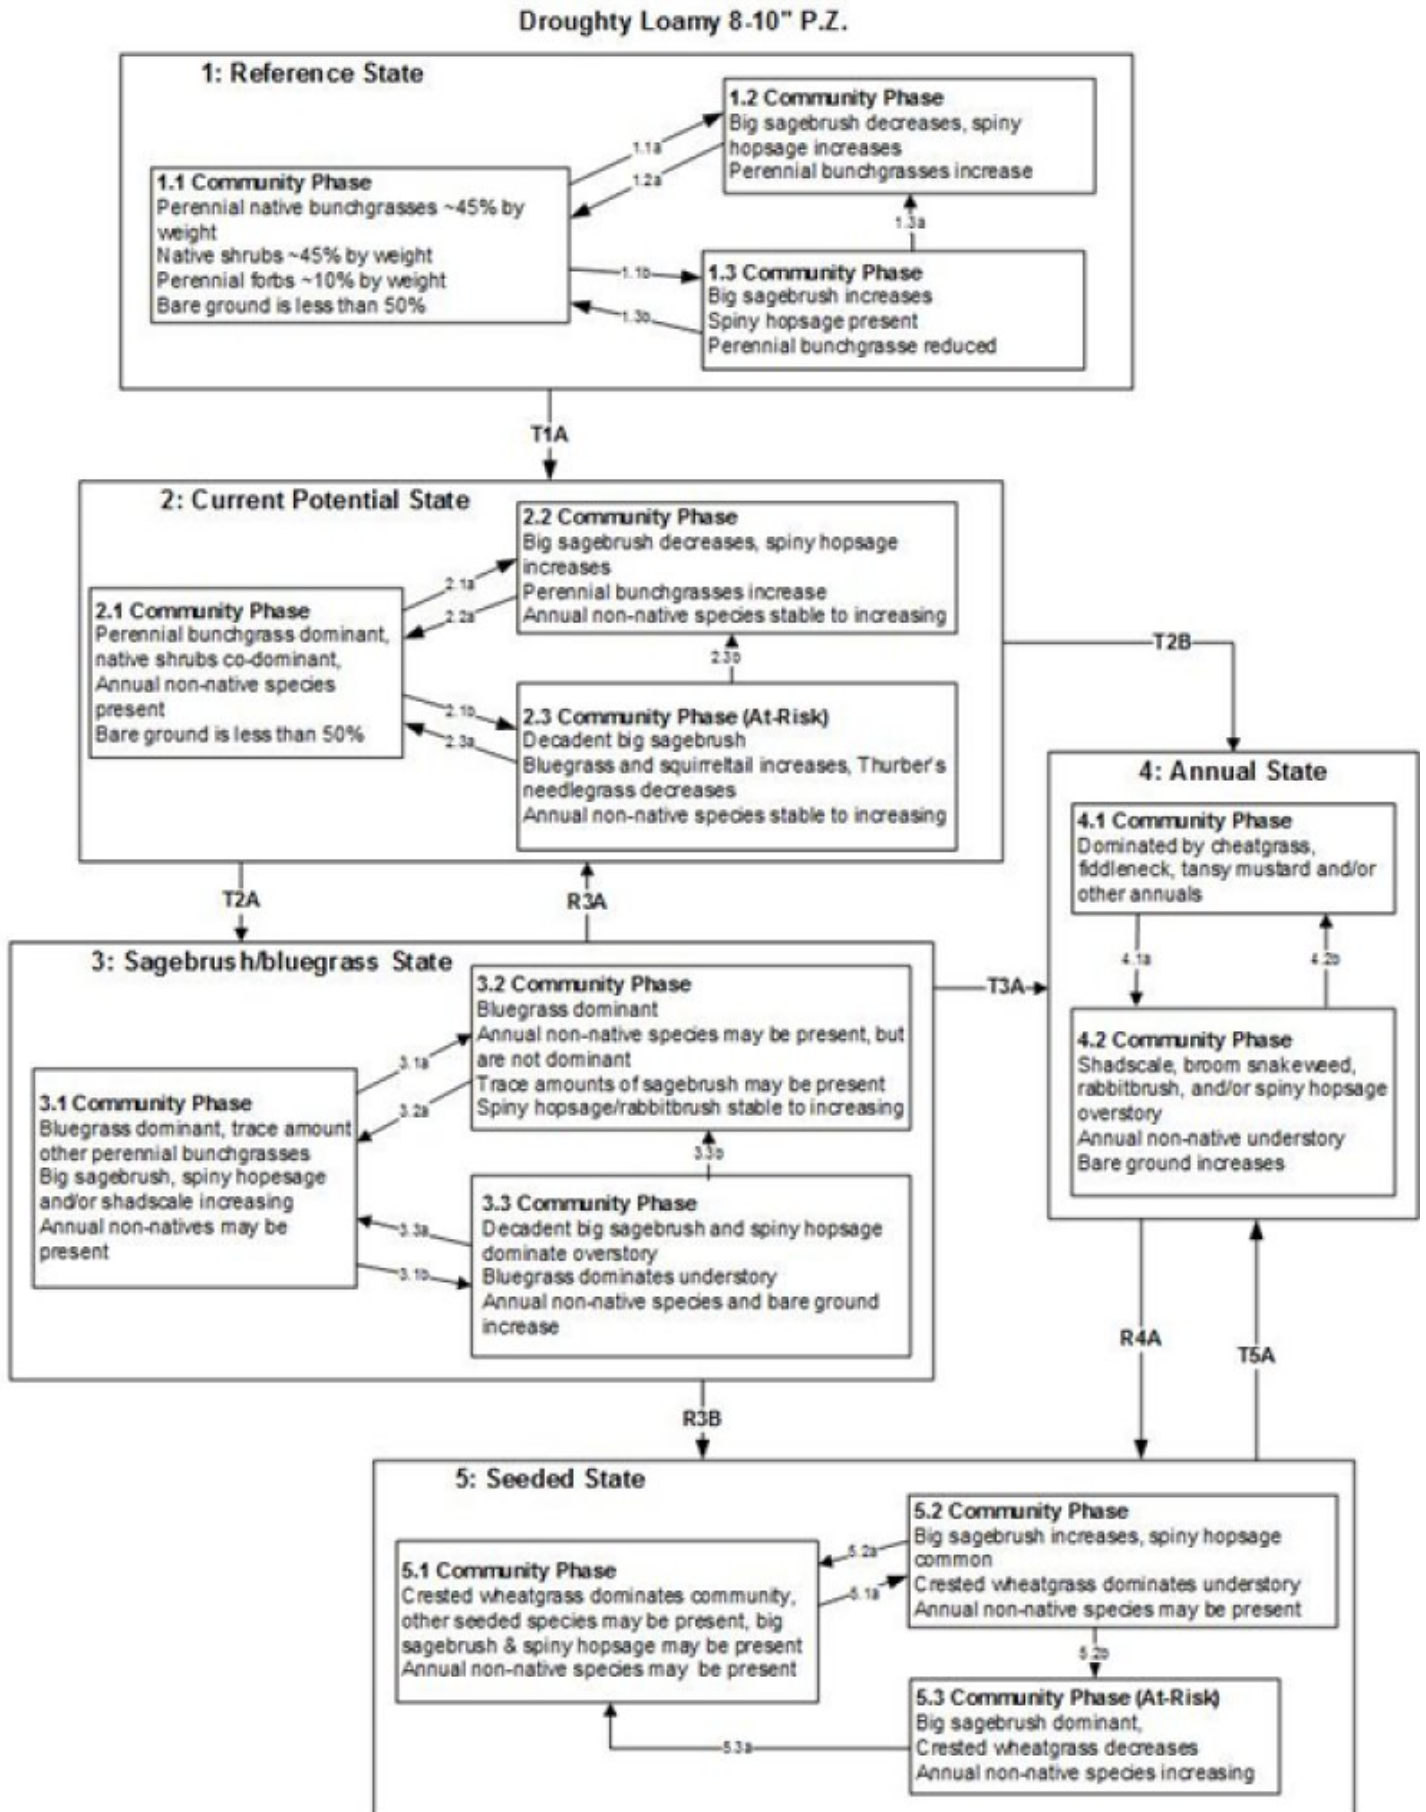 Droughty Loamy 8-10" P.Z.
1: Reference State
1.2 Community Phase
Big sagebrush decreases, spiny
hopsage increases
Perennial bunchgrasses increase
1.1a
1.2a
1.1 Community Phase
Perennial native bunchgrasses ~45% by
weight
Native shrubs ~45% by weight
Perennial forbs ~10% by weight
Bare ground is less than 50%
1.3a
1.1b
1.3b
1.3 Community Phase
Big sagebrush increases
Spiny hopsage present
Perennial bunchgrasse reduced
T1A
2: Current Potential State
2.2 Community Phase
Big sagebrush decreases, spiny hopsage
increases
Perennial bunchgrasses increase
Annual non-native species stable to increasing
2.1a
2.2a
2.1 Community Phase
Perennial bunchgrass dominant,
native shrubs co-dominant,
Annual non-native species
present
Bare ground is less than 50%
2.3b
2.1b
2.3a
2.3 Community Phase (At-Risk)
Decadent big sagebrush
Bluegrass and squirreltail increases, Thurber's
needlegrass decreases
Annual non-native species stable to increasing
T2B
4: Annual State
4.1 Community Phase
Dominated by cheatgrass,
fiddleneck, tansy mustard and/or
other annuals
4.1a
4.2b
4.2 Community Phase
Shadscale, broom snakeweed,
rabbitbrush, and/or spiny hopsage
overstory
Annual non-native understory
Bare ground increases
T2A
R3A
3: Sagebrush/bluegrass State
3.2 Community Phase
Bluegrass dominant
Annual non-native species may be present, but
are not dominant
Trace amounts of sagebrush may be present
Spiny hopsage/rabbitbrush stable to increasing
T3A
3.1a
3.2a
3.1 Community Phase
Bluegrass dominant, trace amount
other perennial bunchgrasses
Big sagebrush, spiny hopesage
and/or shadscale increasing
Annual non-natives may be
present
3.3b
3.3a
3.1b
3.3 Community Phase
Decadent big sagebrush and spiny hopsage
dominate overstory
Bluegrass dominates understory
Annual non-native species and bare ground
increase
R4A
T5A
R3B
5: Seeded State
5.2 Community Phase
Big sagebrush increases, spiny hopsage
common
Crested wheatgrass dominates understory
Annual non-native species may be present
5.2a
5.1a
5.1 Community Phase
Crested wheatgrass dominates community,
other seeded species may be present, big
sagebrush & spiny hopsage may be present
Annual non-native species may be present
5.2b
5.3 Community Phase (At-Risk)
Big sagebrush dominant,
Crested wheatgrass decreases
Annual non-native species increasing
5.3a